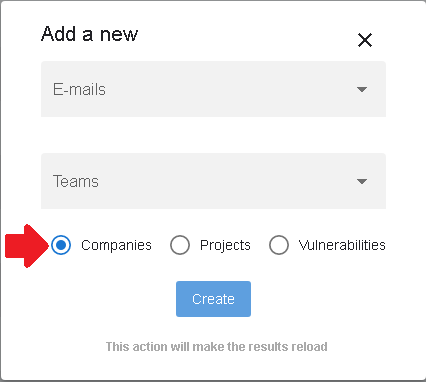 Add a new
E-mails
Teams
Companies Projects Vulnerabilities
Create
This action will make the results reload